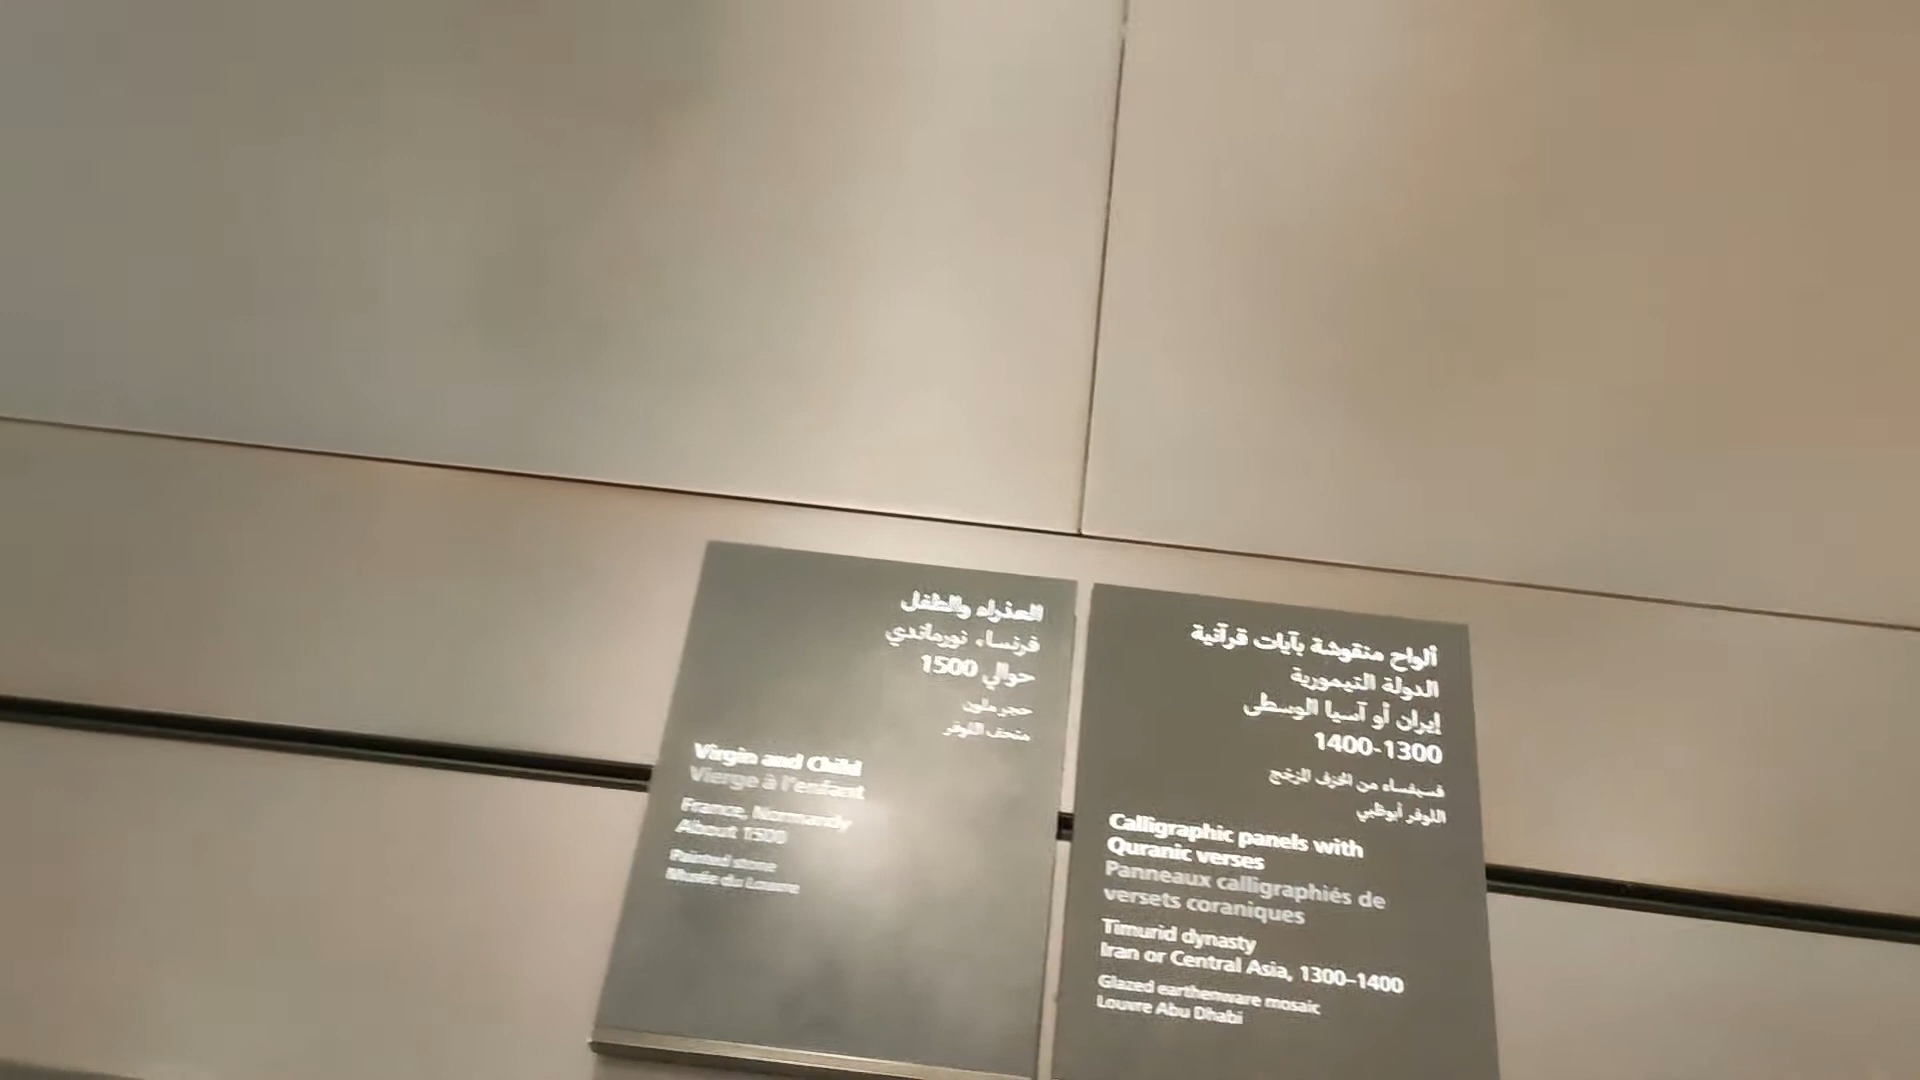 العذراء والطفل
فرنسا، نورماندي
حوالي 1500
حجر ملون
متحف اللوفر
Virgin and Child
Vierge à l'enfant
France, Normandy
About 1500
Painted stone
Musée du Louvre
ألواح منقوشة بآيات قرآنية
الدولة التيمورية
إيران أو آسيا الوسطى
1400-1300
فسيفساء من الخزف المزجج
اللوفر أبوظبي
Calligraphic panels with
Quranic verses
Panneaux calligraphiés de
versets coraniques
Timurid dynasty
Iran or Central Asia, 1300–1400
Glazed earthenware mosaic
Louvre Abu Dhabi